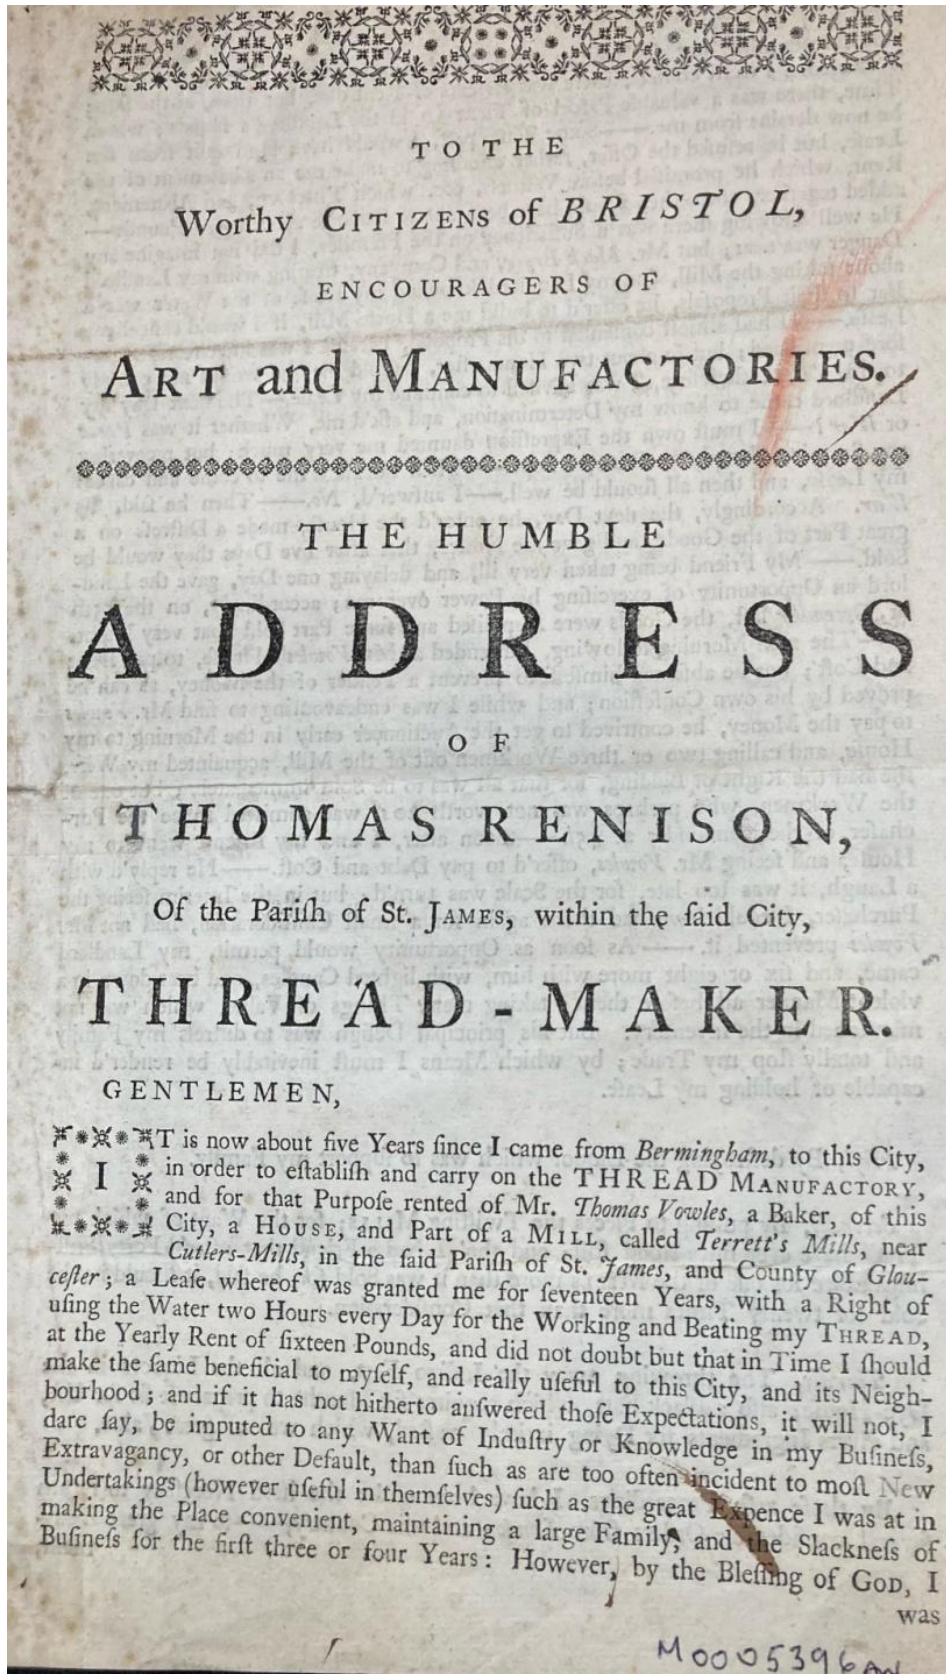 TO THE
Worthy CITIZENS of BRISTOL,
ENCOURAGERS OF
ART and MANUFACTORIES.
THE HUMBLE
ADDRESS
OF
THOMAS RENISON,
Of the Pariſh of St. JAMES, within the ſaid City,
THREAD-MAKER.
GENTLEMEN,
IT is now about five Years ſince I came from Bermingham, to this City,
in order to eſtabliſh and carry on the THREAD MANUFACTORY,
and for that Purpoſe rented of Mr. Thomas Vowles, a Baker, of this
City, a HOUSE, and Part of a MILL, called Terrett's Mills, near
Cutlers-Mills, in the ſaid Pariſh of St. James, and County of Glou-
ceſter; a Leaſe whereof was granted me for ſeventeen Years, with a Right of
uſing the Water two Hours every Day for the Working and Beating my THREAD,
at the Yearly Rent of ſixteen Pounds, and did not doubt but that in Time I ſhould
make the ſame beneficial to myſelf, and really uſeful to this City, and its Neigh-
bourhood; and if it has not hitherto anſwered thoſe Expectations, it will not, I
dare ſay, be imputed to any Want of Induſtry or Knowledge in my Buſineſs,
Extravagancy, or other Default, than ſuch as are too often incident to moſt New
Undertakings (however uſeful in themſelves) ſuch as the great Expence I was at in
making the Place convenient, maintaining a large Family, and the Slackneſs of
Buſineſs for the firſt three or four Years: However, by the Bleſſing of GOD, I
was
M0005396